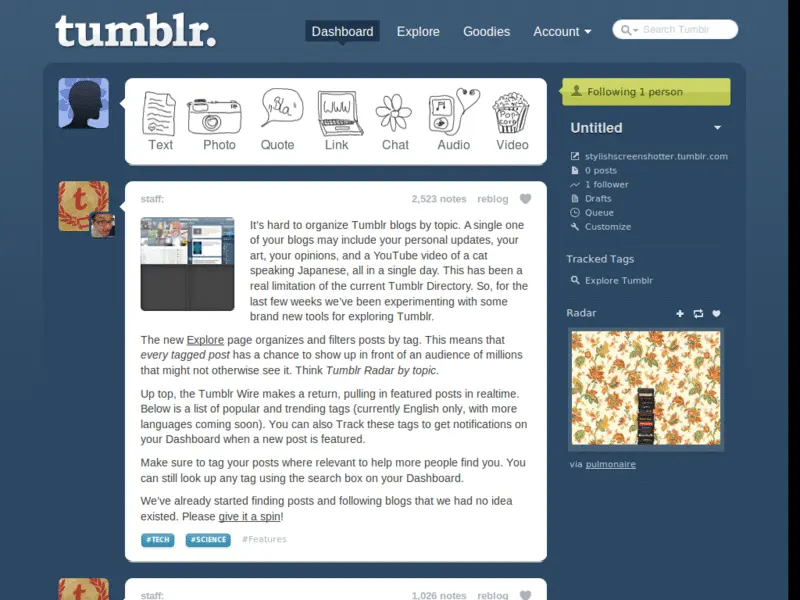 tumblr.
Dashboard Explore Goodies Account Search Tumblr
Bla WWW Pop corn
Text Photo Quote Link Chat Audio Video
Following 1 person
Untitled
stylishscreenshotter.tumblr.com
0 posts
1 follower
Drafts
Queue
Customize
Tracked Tags
Explore Tumblr
Radar
via pulmonaire
t
staff: 2,523 notes reblog
It's hard to organize Tumblr blogs by topic. A single one
of your blogs may include your personal updates, your
art, your opinions, and a YouTube video of a cat
speaking Japanese, all in a single day. This has been a
real limitation of the current Tumblr Directory. So, for the
last few weeks we've been experimenting with some
brand new tools for exploring Tumblr.
The new Explore page organizes and filters posts by tag. This means that
every tagged post has a chance to show up in front of an audience of millions
that might not otherwise see it. Think Tumblr Radar by topic.
Up top, the Tumblr Wire makes a return, pulling in featured posts in realtime.
Below is a list of popular and trending tags (currently English only, with more
languages coming soon). You can also Track these tags to get notifications on
your Dashboard when a new post is featured.
Make sure to tag your posts where relevant to help more people find you. You
can still look up any tag using the search box on your Dashboard.
We've already started finding posts and following blogs that we had no idea
existed. Please give it a spin!
#TECH #SCIENCE #Features
staff: 1,026 notes reblog